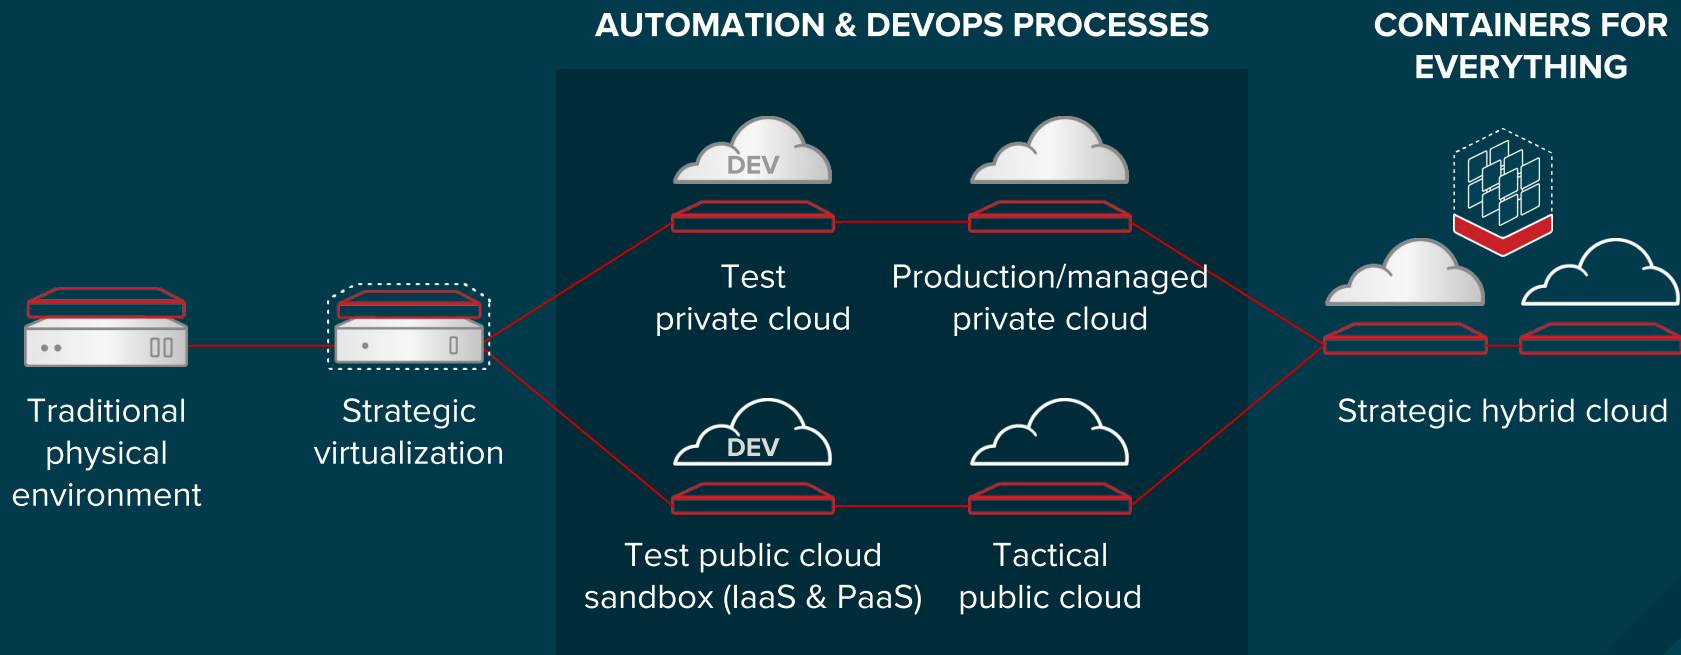 AUTOMATION & DEVOPS PROCESSES
CONTAINERS FOR
EVERYTHING
DEV
Test
private cloud
Production/managed
private cloud
Traditional
physical
environment
Strategic
virtualization
Strategic hybrid cloud
DEV
Test public cloud
sandbox (IaaS & PaaS)
Tactical
public cloud